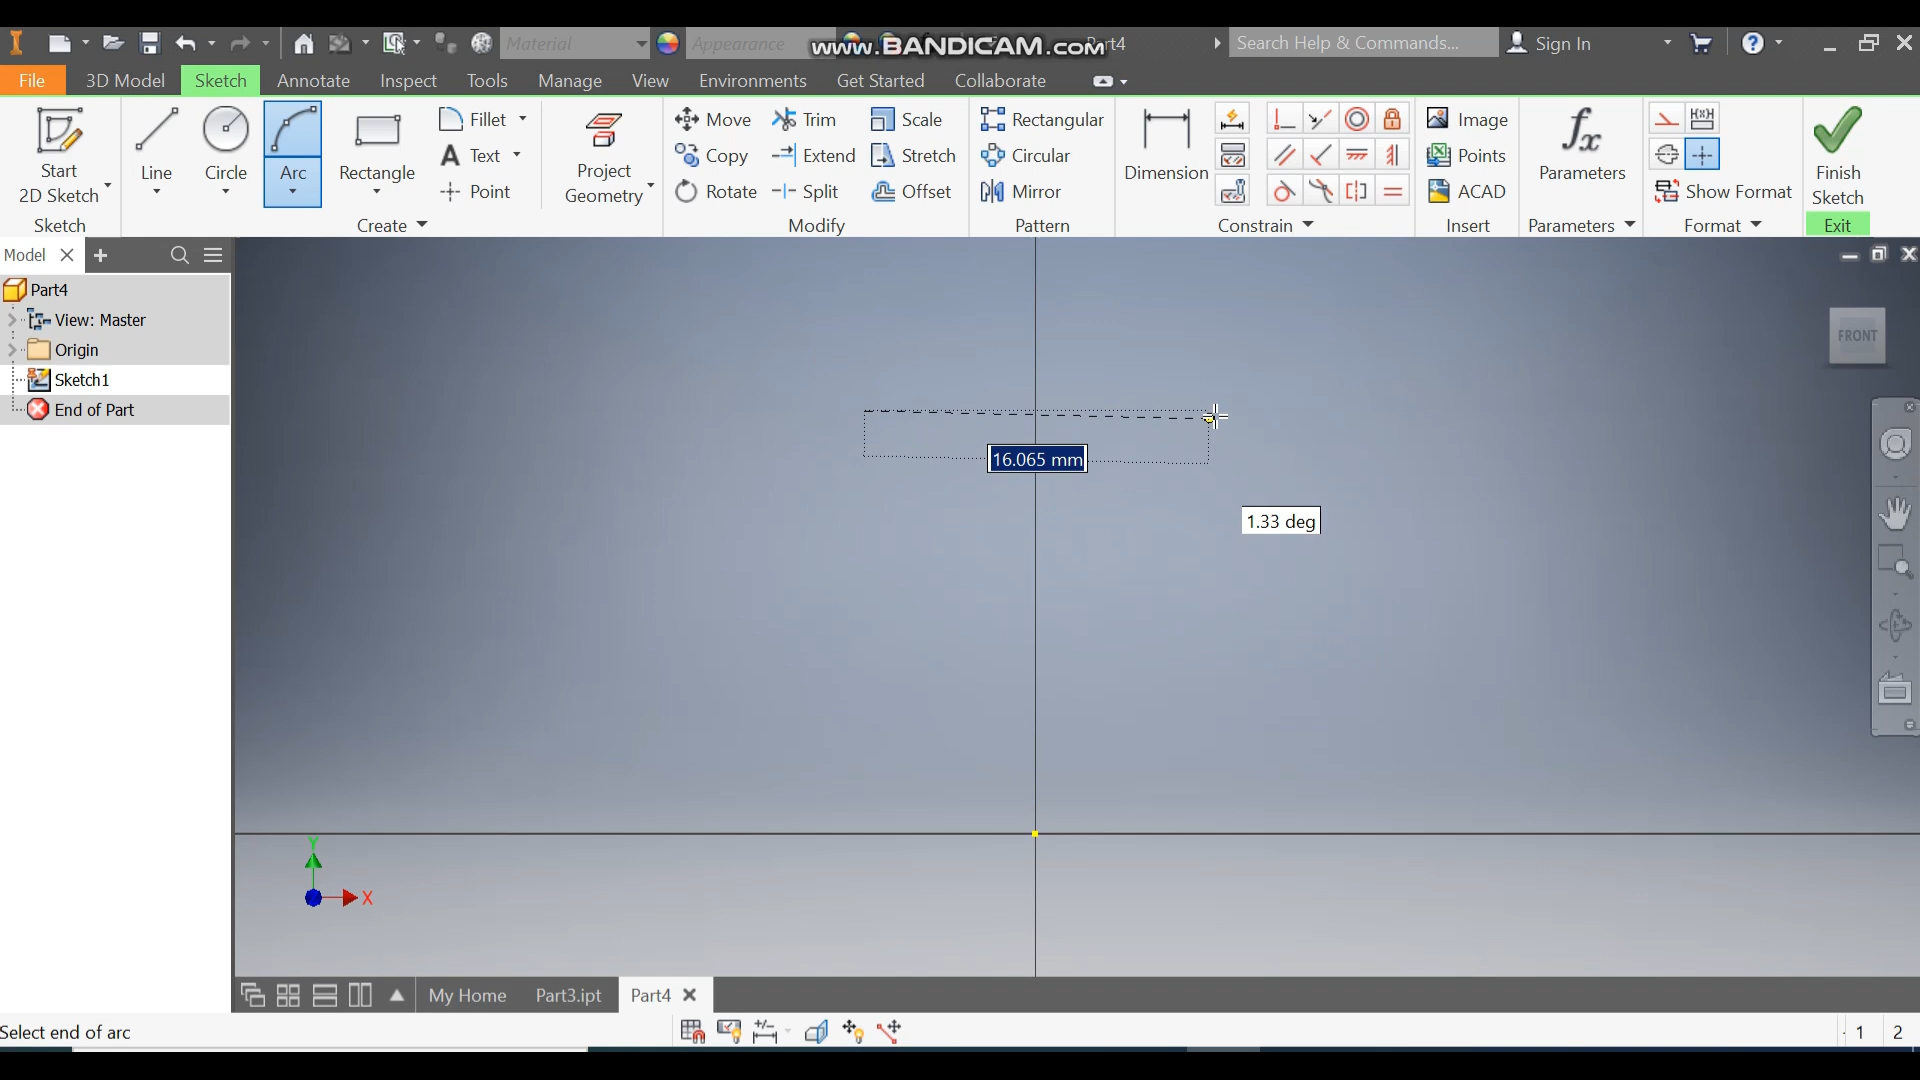 Material
Appearance
www.BANDICAM.com
Part4
Search Help & Commands...
Sign In
File
3D Model
Sketch
Annotate
Inspect
Tools
Manage
View
Environments
Get Started
Collaborate
Start
2D Sketch
Line
Circle
Arc
Rectangle
Fillet
Text
Point
Project
Geometry
Move
Copy
Rotate
Trim
Extend
Split
Scale
Stretch
Offset
Rectangular
Circular
Mirror
Dimension
Image
Points
ACAD
fx
Parameters
Show Format
Finish
Sketch
Sketch
Create
Modify
Pattern
Constrain
Insert
Parameters
Format
Exit
Model
Part4
View: Master
Origin
Sketch1
End of Part
FRONT
16.065 mm
1.33 deg
Y
X
My Home
Part3.ipt
Part4
Select end of arc
1
2